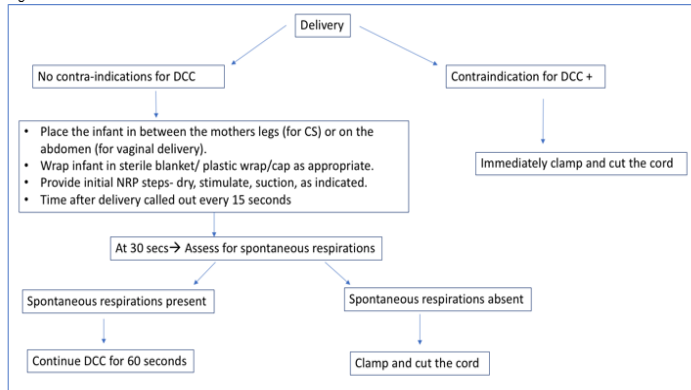 Delivery
No contra-indications for DCC
Contraindication for DCC +
• Place the infant in between the mothers legs (for CS) or on the
abdomen (for vaginal delivery).
• Wrap infant in sterile blanket/ plastic wrap/cap as appropriate.
• Provide initial NRP steps- dry, stimulate, suction, as indicated.
• Time after delivery called out every 15 seconds
Immediately clamp and cut the cord
At 30 secs→ Assess for spontaneous respirations
Spontaneous respirations present
Spontaneous respirations absent
Continue DCC for 60 seconds
Clamp and cut the cord